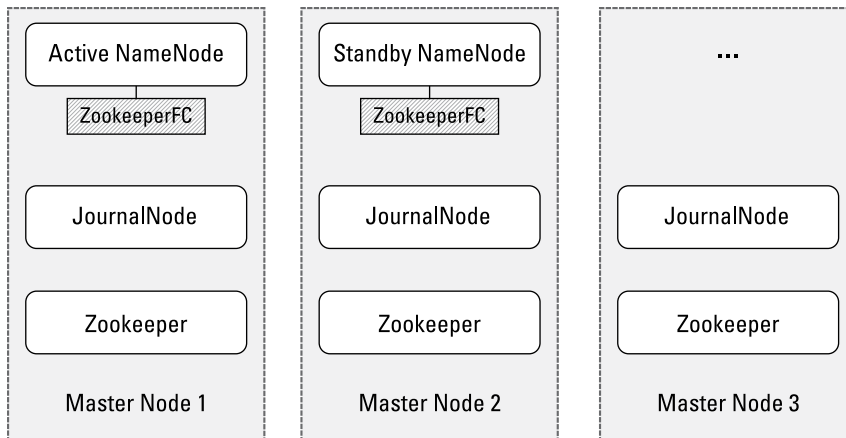 Active NameNode
ZookeeperFC
JournalNode
Zookeeper
Master Node 1
Standby NameNode
ZookeeperFC
JournalNode
Zookeeper
Master Node 2
...
JournalNode
Zookeeper
Master Node 3